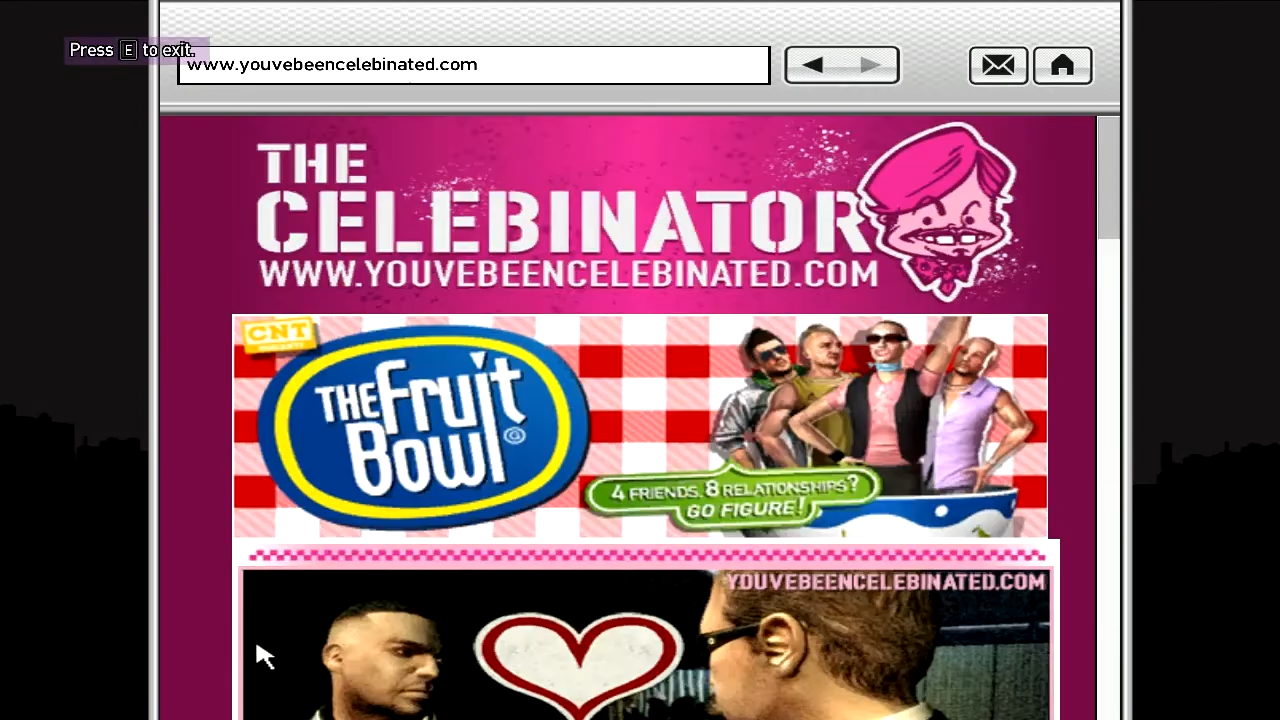 Press E to exit.
www.youvebeencelebinated.com
THE
CELEBINATOR
WWW.YOUVEBEENCELEBINATED.COM
CNT
THE Fruit
Bowl
4 FRIENDS, 8 RELATIONSHIPS?
GO FIGURE!
YOUVEBEENCELEBINATED.COM